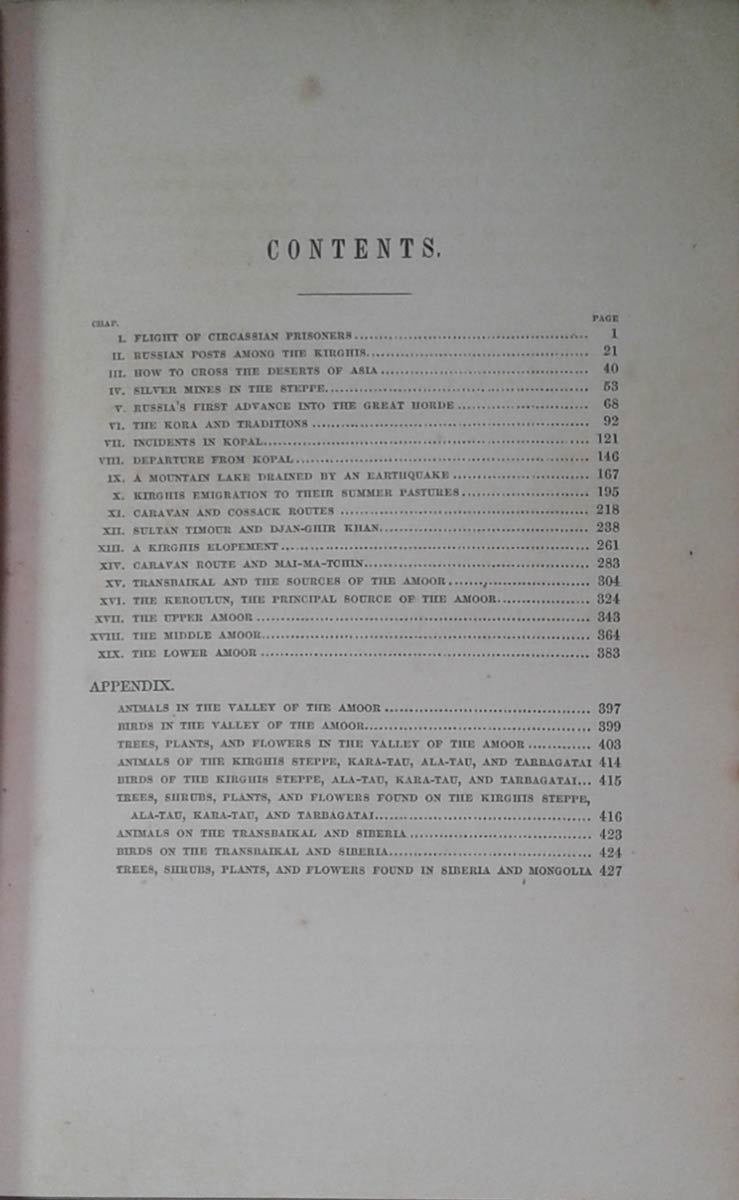 CONTENTS.
CHAP. PAGE
I. FLIGHT OF CIRCASSIAN PRISONERS 1
II. RUSSIAN POSTS AMONG THE KIRGHIS 21
III. HOW TO CROSS THE DESERTS OF ASIA 40
IV. SILVER MINES IN THE STEPPE 53
V. RUSSIA'S FIRST ADVANCE INTO THE GREAT HORDE 68
VI. THE KORA AND TRADITIONS 92
VII. INCIDENTS IN KOPAL 121
VIII. DEPARTURE FROM KOPAL 146
IX. A MOUNTAIN LAKE DRAINED BY AN EARTHQUAKE 167
X. KIRGHIS EMIGRATION TO THEIR SUMMER PASTURES 195
XI. CARAVAN AND COSSACK ROUTES 218
XII. SULTAN TIMOUR AND DJAN-GHIR KHAN 238
XIII. A KIRGHIS ELOPEMENT 261
XIV. CARAVAN ROUTE AND MAI-MA-TCHIN 283
XV. TRANSBAIKAL AND THE SOURCES OF THE AMOOR 304
XVI. THE KEROULUN, THE PRINCIPAL SOURCE OF THE AMOOR 324
XVII. THE UPPER AMOOR 343
XVIII. THE MIDDLE AMOOR 364
XIX. THE LOWER AMOOR 383
APPENDIX.
ANIMALS IN THE VALLEY OF THE AMOOR 397
BIRDS IN THE VALLEY OF THE AMOOR 399
TREES, PLANTS, AND FLOWERS IN THE VALLEY OF THE AMOOR 403
ANIMALS OF THE KIRGHIS STEPPE, KARA-TAU, ALA-TAU, AND TARBAGATAI 414
BIRDS OF THE KIRGHIS STEPPE, ALA-TAU, KARA-TAU, AND TARBAGATAI... 415
TREES, SHRUBS, PLANTS, AND FLOWERS FOUND ON THE KIRGHIS STEPPE,
ALA-TAU, KARA-TAU, AND TARBAGATAI 416
ANIMALS ON THE TRANSBAIKAL AND SIBERIA 423
BIRDS ON THE TRANSBAIKAL AND SIBERIA 424
TREES, SHRUBS, PLANTS, AND FLOWERS FOUND IN SIBERIA AND MONGOLIA 427